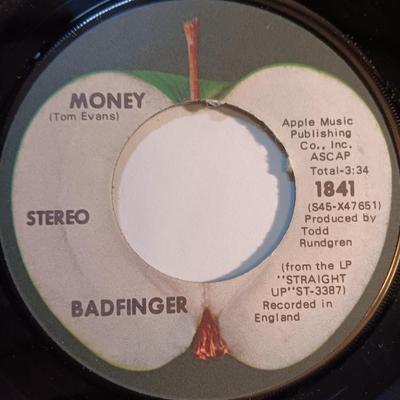 MONEY
(Tom Evans)
STEREO
BADFINGER
Apple Music
Publishing
Co., Inc.
ASCAP
Total-3:34
1841
(S45-X47651)
Produced by
Todd
Rundgren
(from the LP
"STRAIGHT
UP"ST-3387)
Recorded in
England